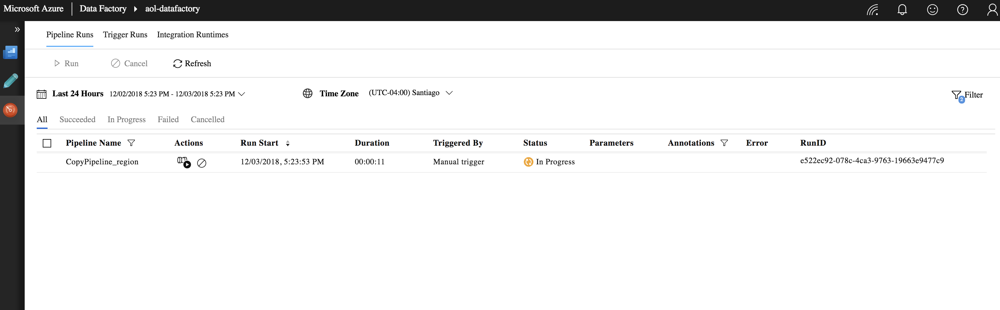 Microsoft Azure Data Factory aol-datafactory
Pipeline Runs Trigger Runs Integration Runtimes
Run Cancel Refresh
Last 24 Hours 12/02/2018 5:23 PM - 12/03/2018 5:23 PM Time Zone (UTC-04:00) Santiago Filter
2
All Succeeded In Progress Failed Cancelled
Pipeline Name Actions Run Start Duration Triggered By Status Parameters Annotations Error RunID
CopyPipeline_region 12/03/2018, 5:23:53 PM 00:00:11 Manual trigger In Progress e522ec92-078c-4ca3-9763-19663e9477c9